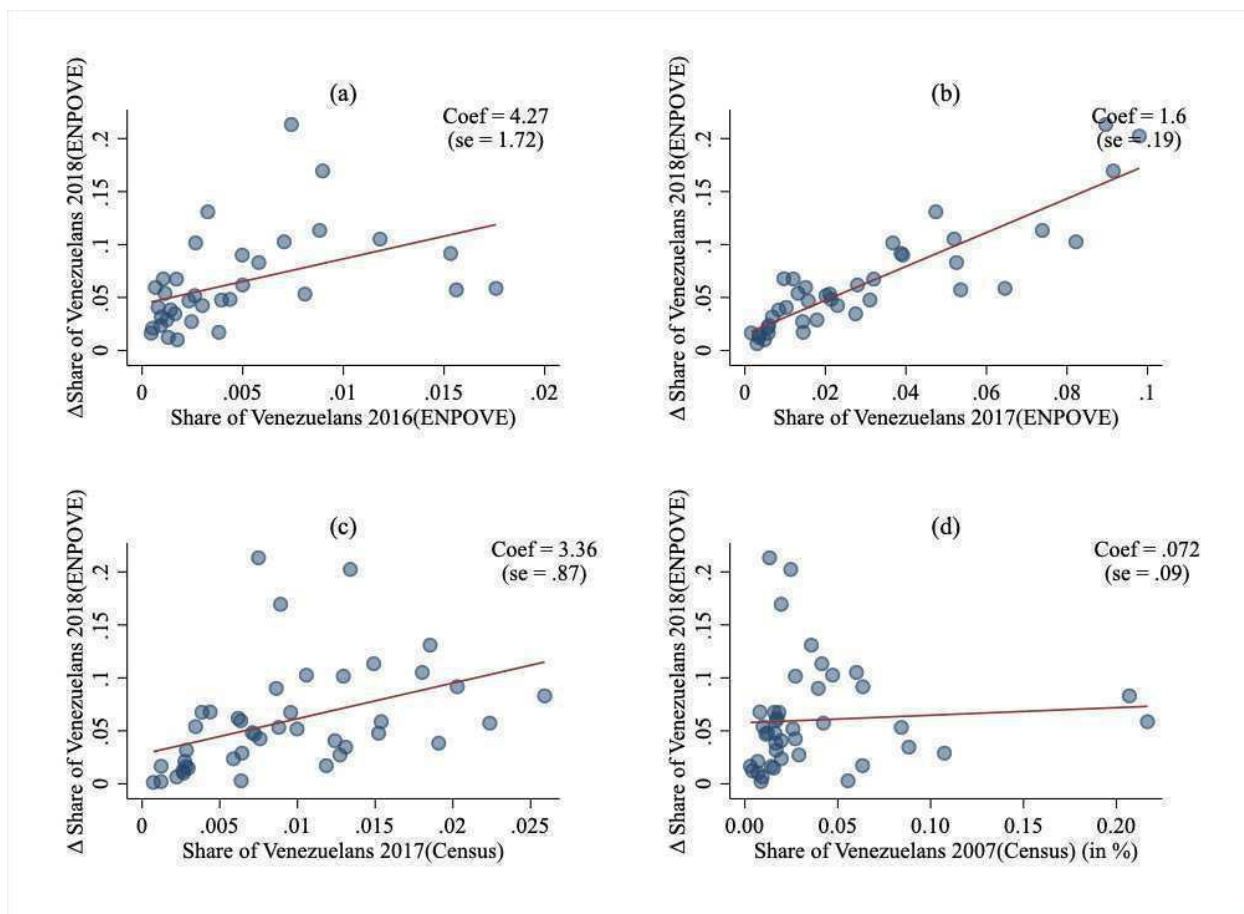 (a)
Coef = 4.27
(se = 1.72)
ΔShare of Venezuelans 2018(ENPOVE)
.2
.15
.1
.05
0
0 .005 .01 .015 .02
Share of Venezuelans 2016(ENPOVE)
(b)
Coef = 1.6
(se = .19)
Δ Share of Venezuelans 2018(ENPOVE)
.2
.15
.1
.05
0
0 .02 .04 .06 .08 .1
Share of Venezuelans 2017(ENPOVE)
(c)
Coef = 3.36
(se = .87)
Δ Share of Venezuelans 2018(ENPOVE)
.2
.15
.1
.05
0
0 .005 .01 .015 .02 .025
Share of Venezuelans 2017(Census)
(d)
Coef = .072
(se = .09)
Δ Share of Venezuelans 2018(ENPOVE)
.2
.15
.1
.05
0
0.00 0.05 0.10 0.15 0.20
Share of Venezuelans 2007(Census) (in %)